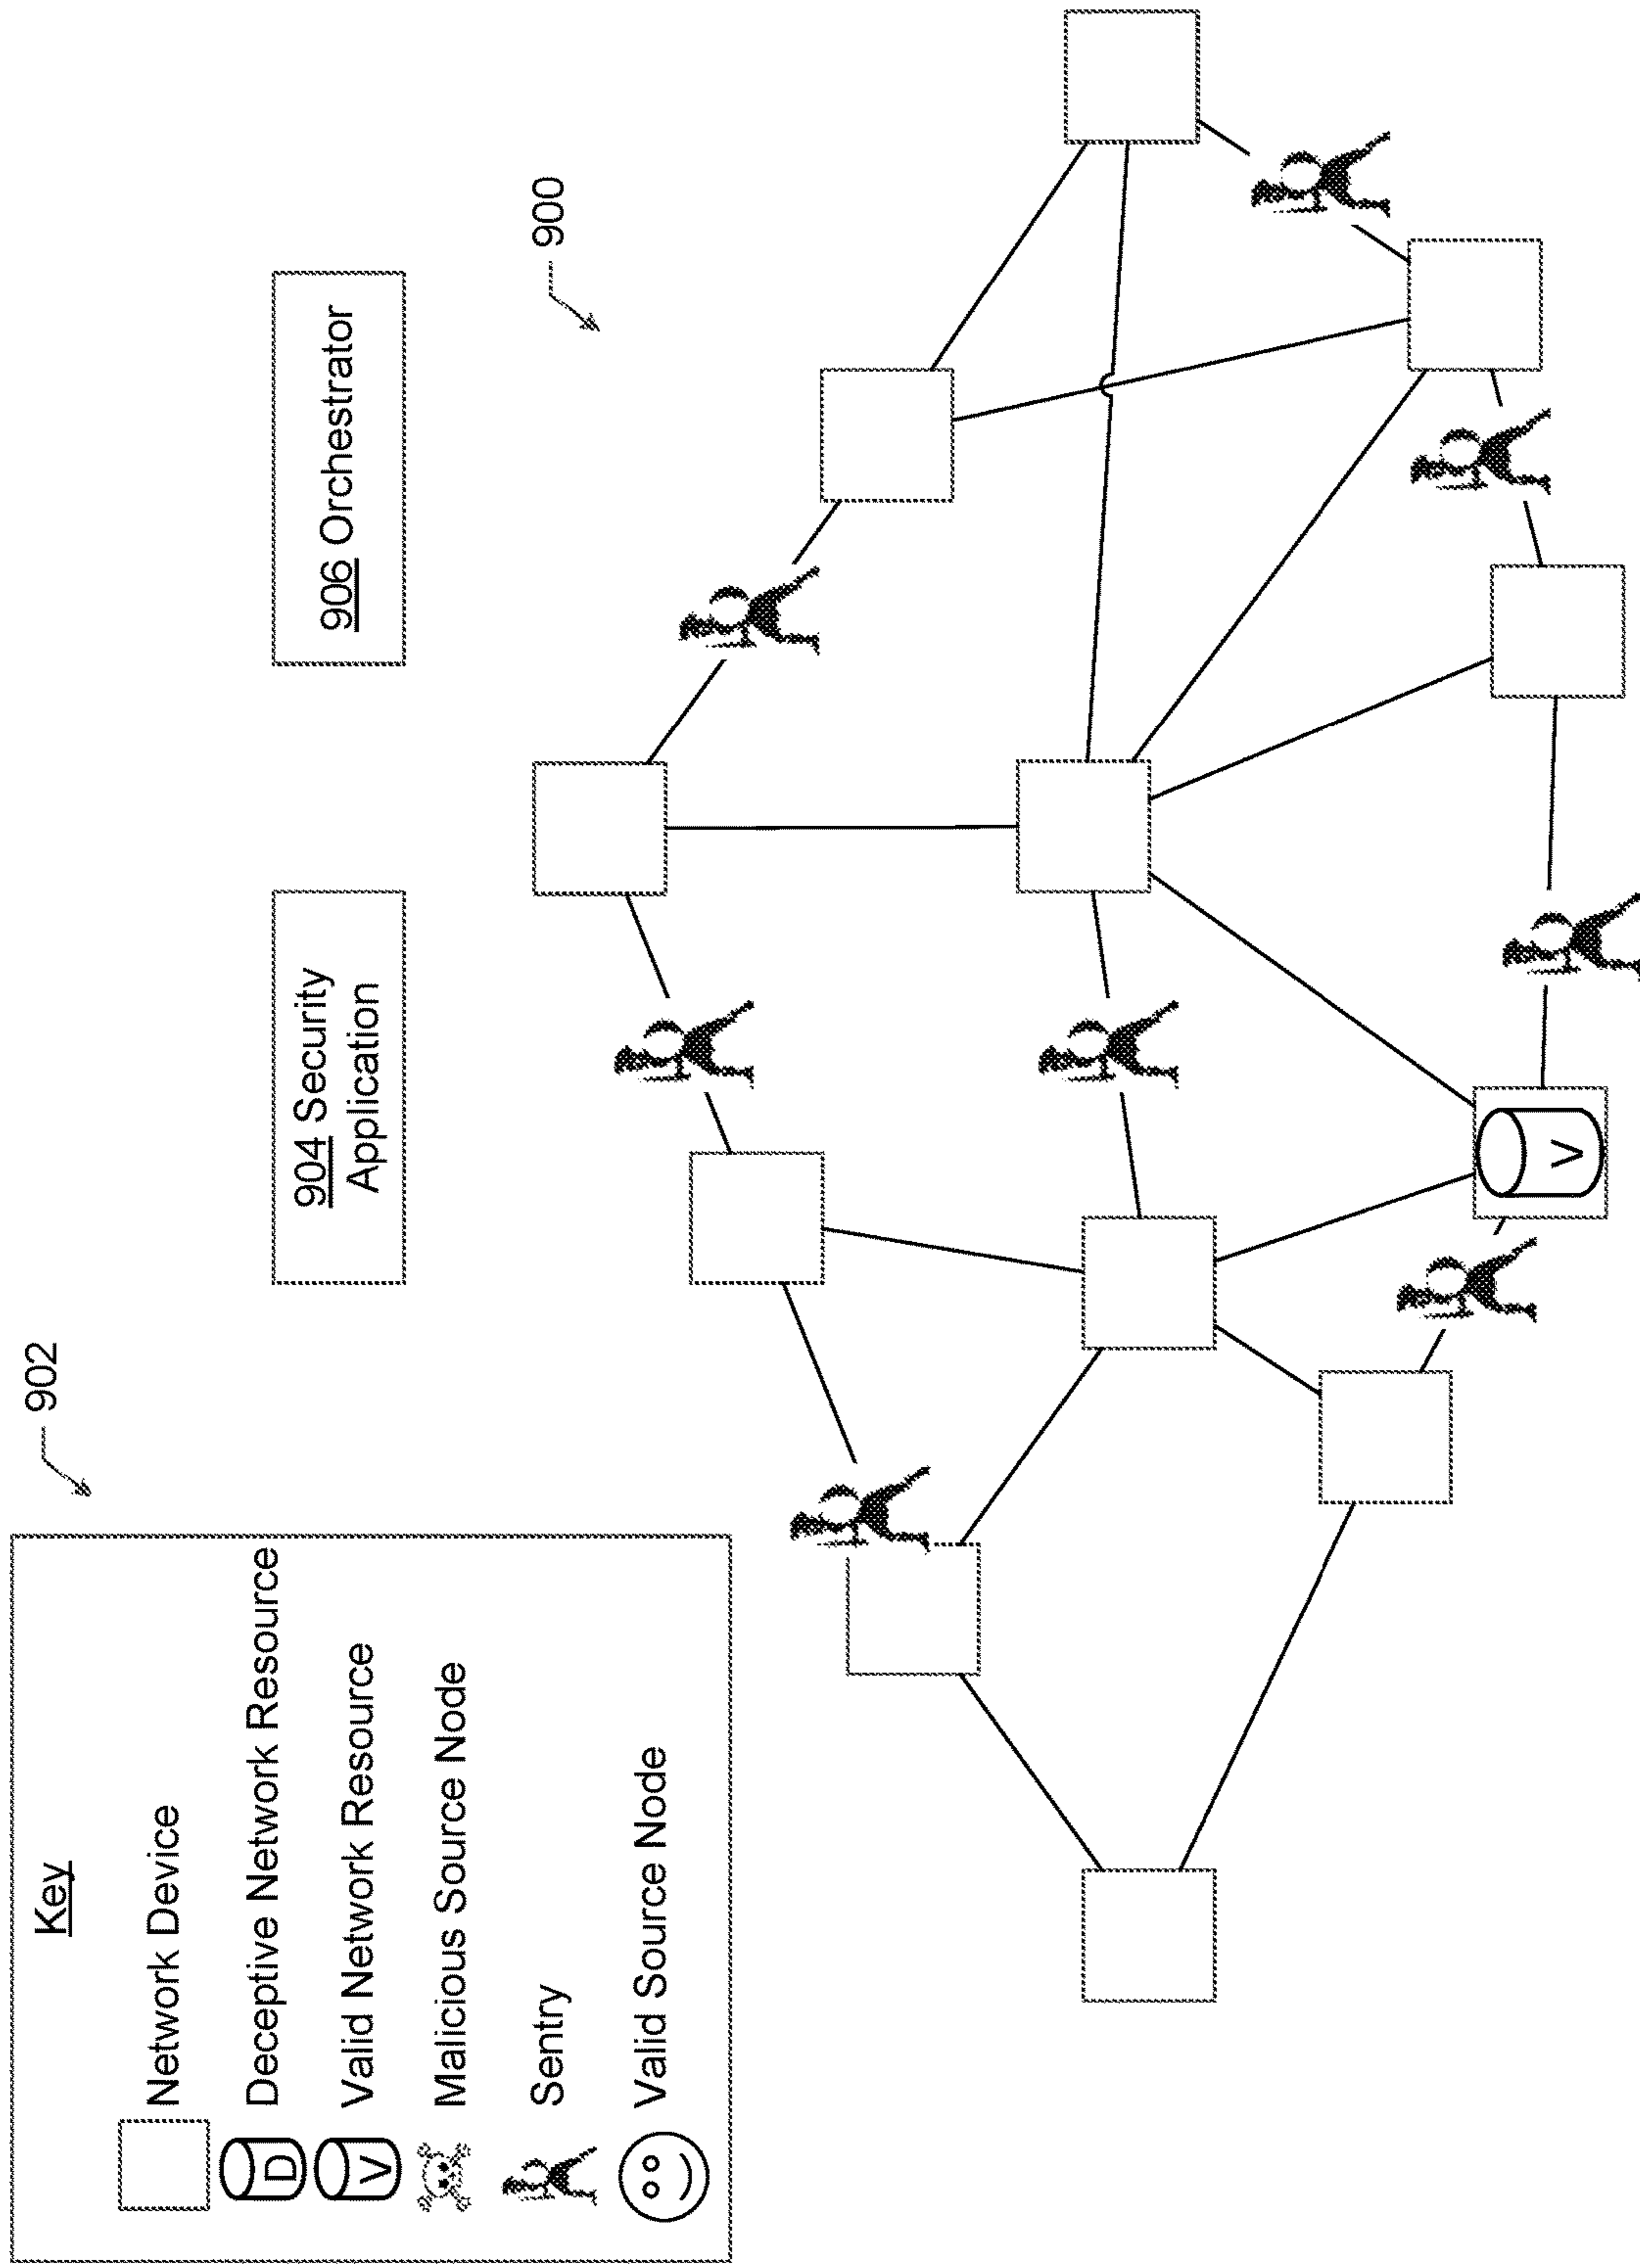 902
Key
Network Device
D
Deceptive Network Resource
V
Valid Network Resource
Malicious Source Node
Sentry
Valid Source Node
904 Security
Application
906 Orchestrator
900
V